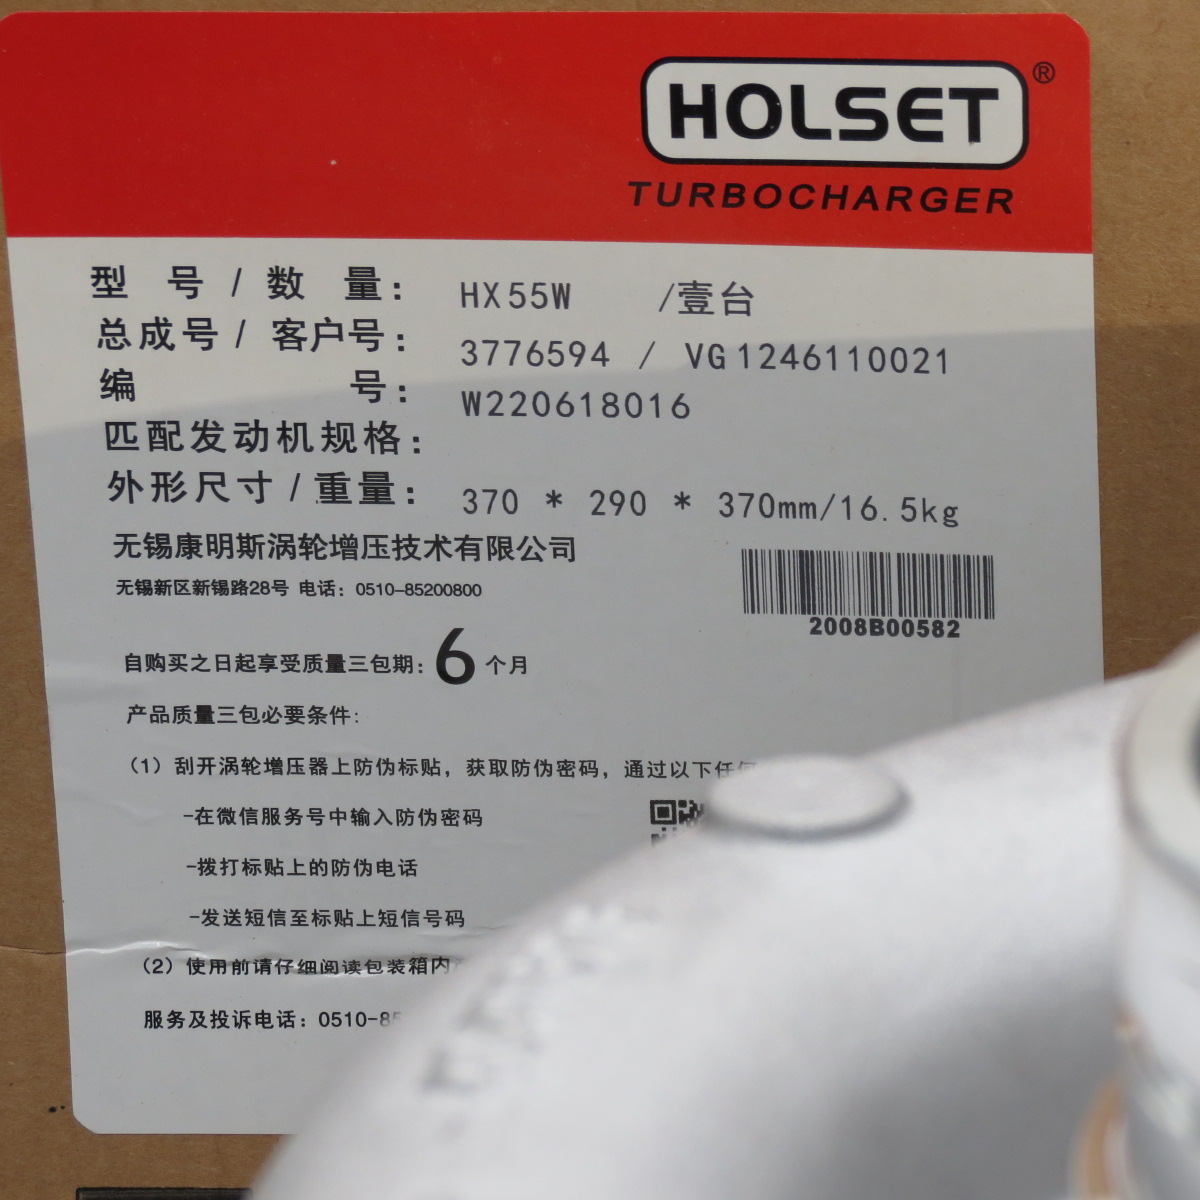 HOLSET®
TURBOCHARGER
型 号 / 数 量： HX55W /壹台
总成号 / 客户号： 3776594 / VG1246110021
编 号： W220618016
匹配发动机规格：
外形尺寸 / 重量： 370 * 290 * 370mm/16.5kg
无锡康明斯涡轮增压技术有限公司
无锡新区新锡路28号 电话：0510-85200800
2008B00582
自购买之日起享受质量三包期：6个月
产品质量三包必要条件：
（1）刮开涡轮增压器上防伪标贴，获取防伪密码，通过以下任何
-在微信服务号中输入防伪密码
-拨打标贴上的防伪电话
-发送短信至标贴上短信号码
（2）使用前请仔细阅读包装箱内
服务及投诉电话：0510-85